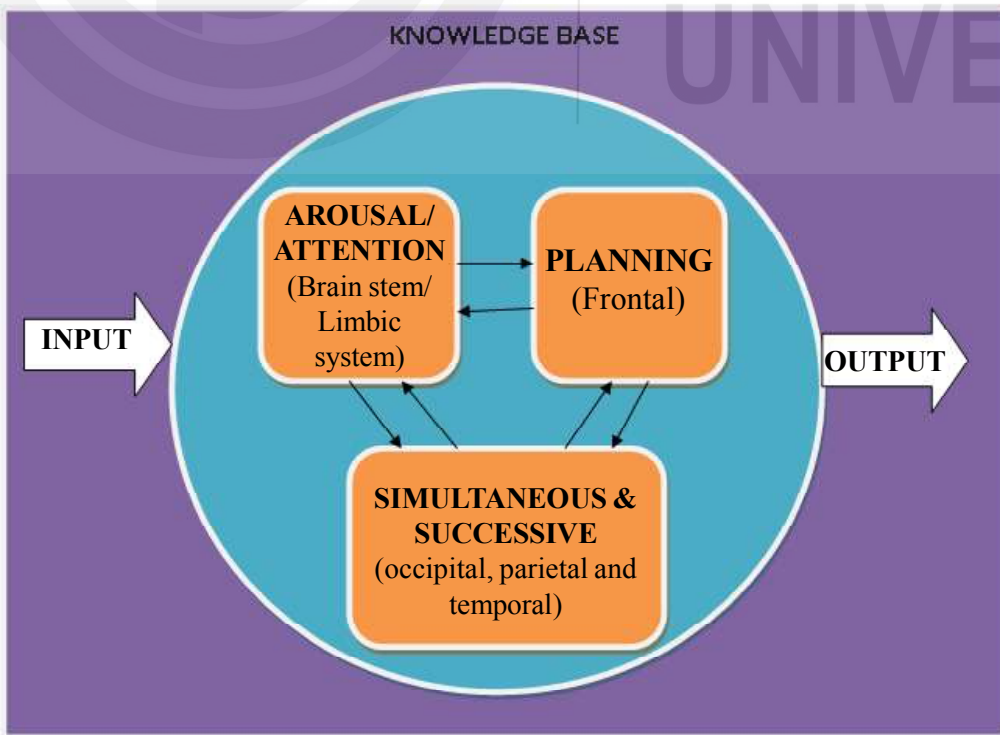 KNOWLEDGE BASE
UNIVE
AROUSAL/
ATTENTION
(Brain stem/
Limbic
system)
PLANNING
(Frontal)
INPUT
OUTPUT
SIMULTANEOUS &
SUCCESSIVE
(occipital, parietal and
temporal)